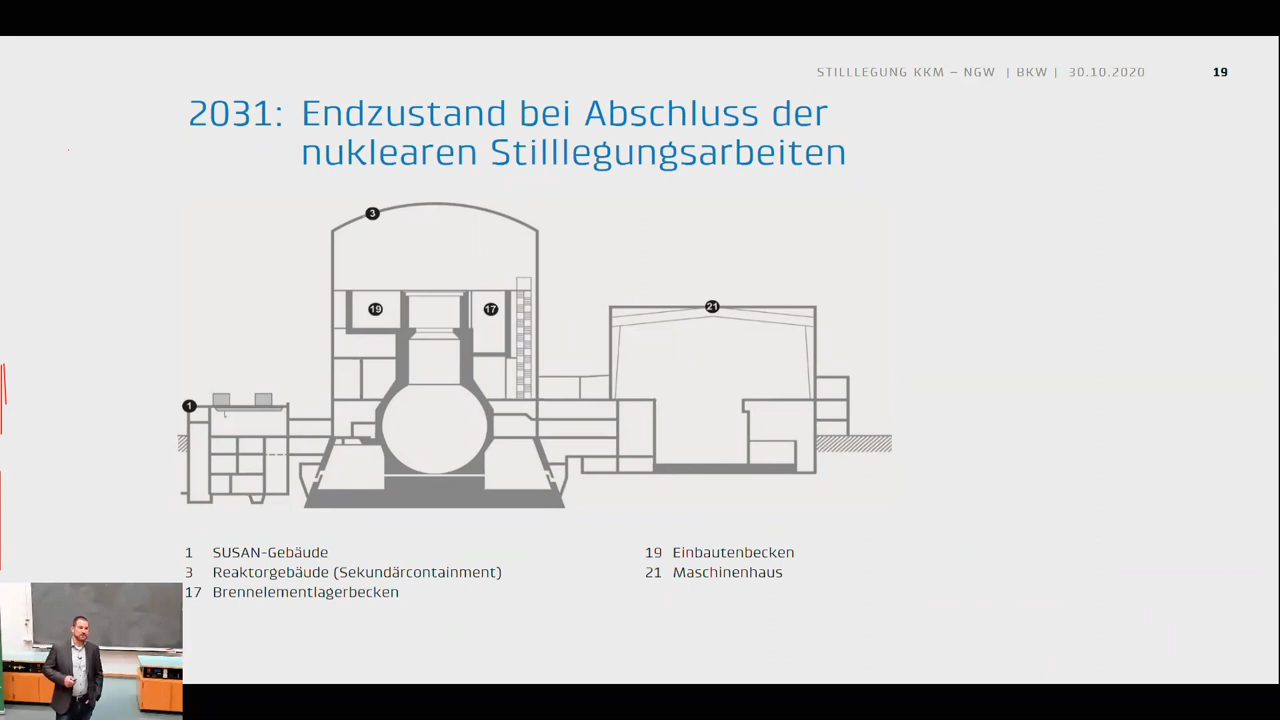 STILLLEGUNG KKM – NGW | BKW | 30.10.2020 19
2031: Endzustand bei Abschluss der
nuklearen Stilllegungsarbeiten
3
19
17
21
1
1 SUSAN-Gebäude
3 Reaktorgebäude (Sekundärcontainment)
17 Brennelementlagerbecken
19 Einbautenbecken
21 Maschinenhaus